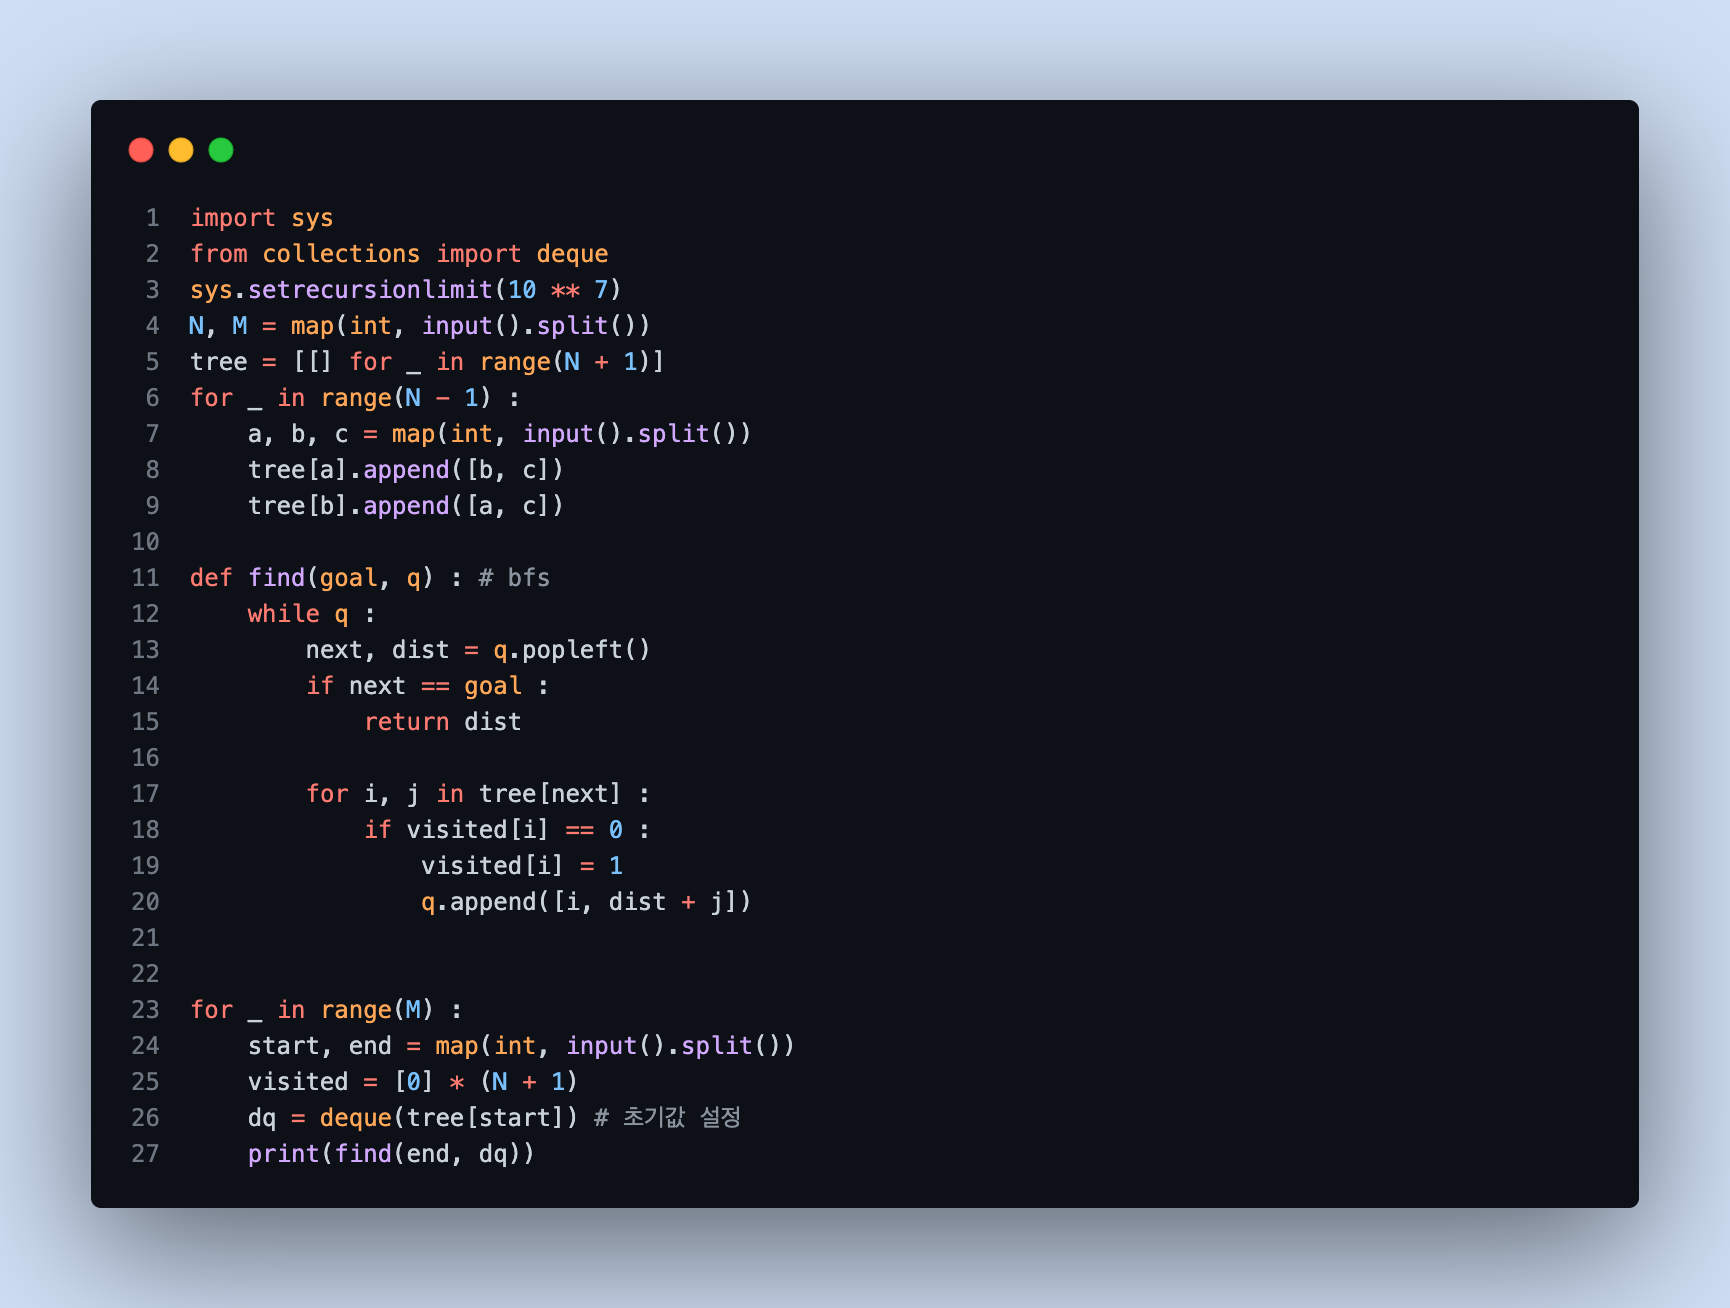 1 import sys
2 from collections import deque
3 sys.setrecursionlimit(10 ** 7)
4 N, M = map(int, input().split())
5 tree = [[] for _ in range(N + 1)]
6 for _ in range(N - 1) :
7     a, b, c = map(int, input().split())
8     tree[a].append([b, c])
9     tree[b].append([a, c])
10
11 def find(goal, q) : # bfs
12     while q :
13         next, dist = q.popleft()
14         if next == goal :
15             return dist
16
17         for i, j in tree[next] :
18             if visited[i] == 0 :
19                 visited[i] = 1
20                 q.append([i, dist + j])
21
22
23 for _ in range(M) :
24     start, end = map(int, input().split())
25     visited = [0] * (N + 1)
26     dq = deque(tree[start]) # 초기값 설정
27     print(find(end, dq))